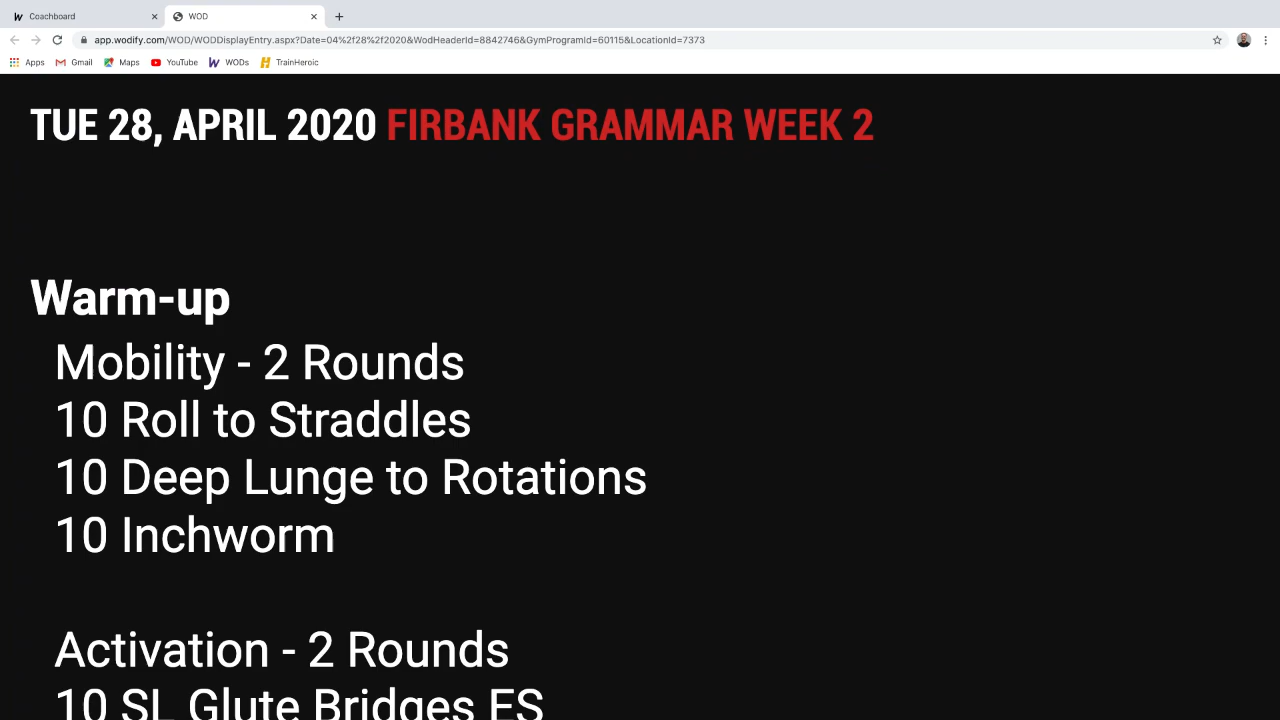 Coachboard
WOD
app.wodify.com/WOD/WODDisplayEntry.aspx?Date=04%2f28%2f2020&WodHeaderId=8842746&GymProgramId=60115&LocationId=7373
Apps Gmail Maps YouTube WODs TrainHeroic
TUE 28, APRIL 2020 FIRBANK GRAMMAR WEEK 2
Warm-up
Mobility - 2 Rounds
10 Roll to Straddles
10 Deep Lunge to Rotations
10 Inchworm
Activation - 2 Rounds
10 SL Glute Bridges ES